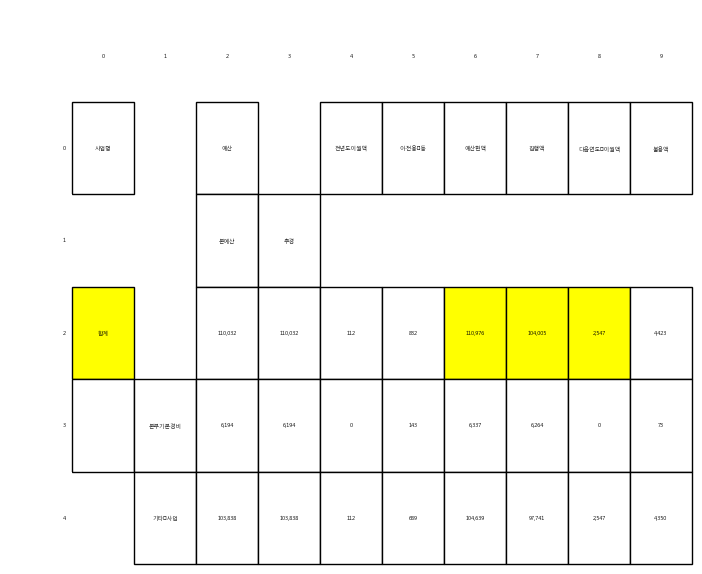 0 1 2 3 4 5 6 7 8 9
0 사업명 예산 전년도이월액 이전용□등 예산현액 집행액 다음연도□이월액 불용액
1 본예산 추경
2 합계 110,032 110,032 112 832 110,976 104,005 2,547 4,423
3 본부기본경비 6,194 6,194 0 143 6,337 6,264 0 73
4 기타□사업 103,838 103,838 112 689 104,639 97,741 2,547 4,350